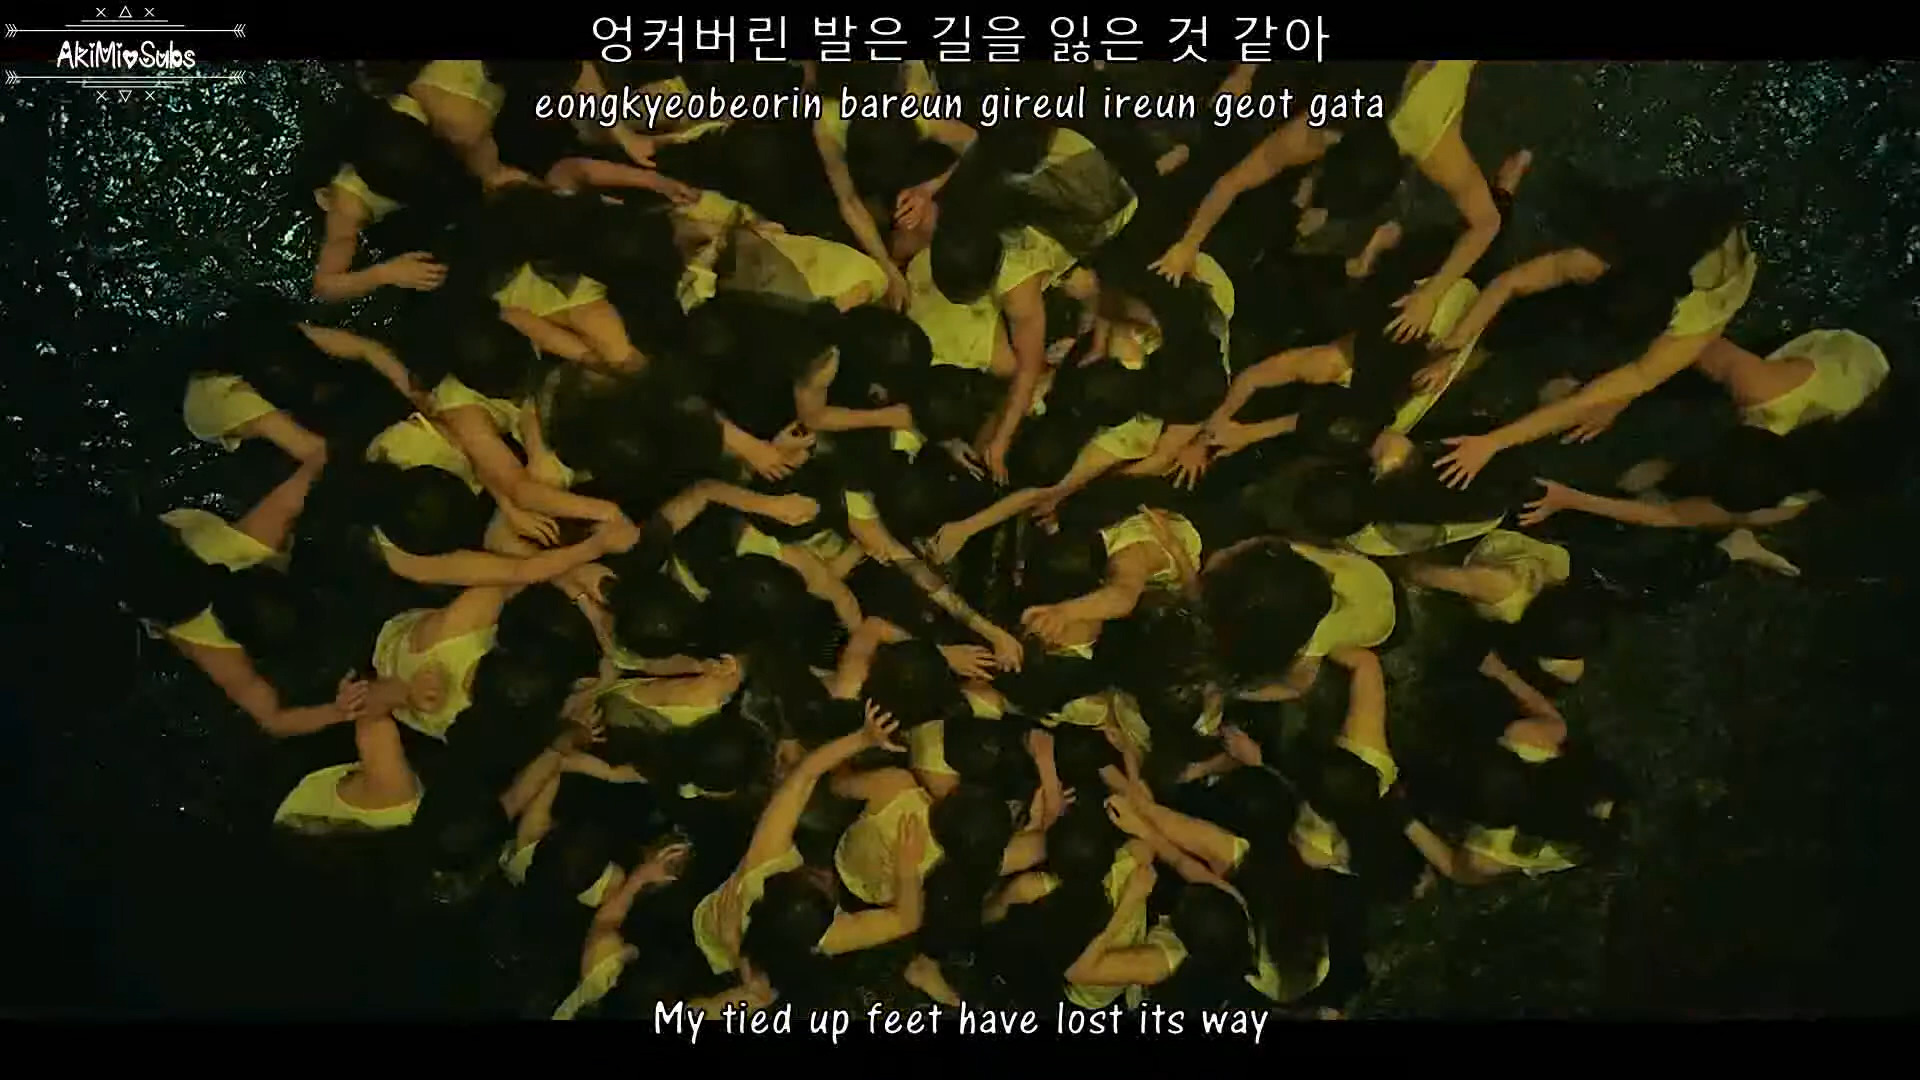 AkiMi♥Subs
엉켜버린 발은 길을 잃은 것 같아
eongkyeobeorin bareun gireul ireun geot gata
My tied up feet have lost its way